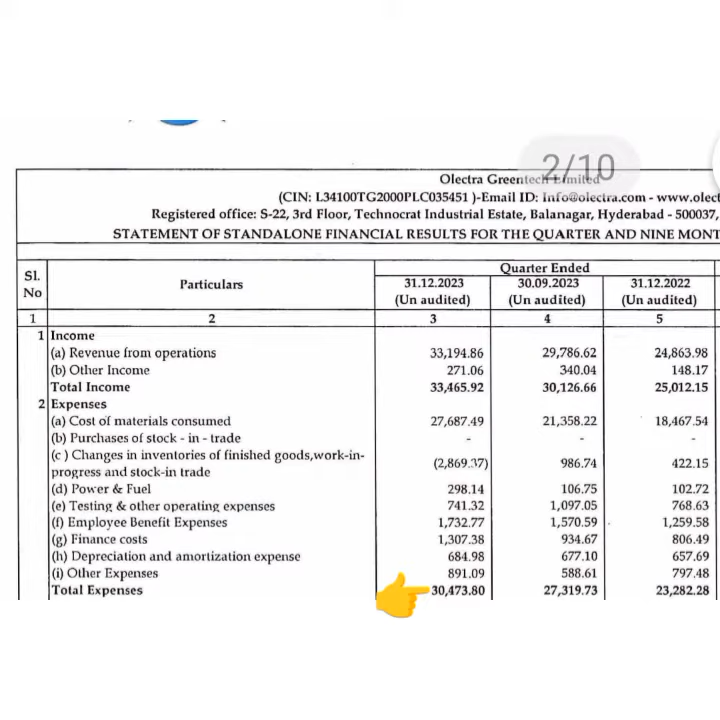 2/10
Olectra Greentech Limited
(CIN: L34100TG2000PLC035451 )-Email ID: Info@olectra.com - www.olect
Registered office: S-22, 3rd Floor, Technocrat Industrial Estate, Balanagar, Hyderabad - 500037,
STATEMENT OF STANDALONE FINANCIAL RESULTS FOR THE QUARTER AND NINE MONT
Sl. No Particulars Quarter Ended
31.12.2023 30.09.2023 31.12.2022
(Un audited) (Un audited) (Un audited)
1 2 3 4 5
1 Income
(a) Revenue from operations 33,194.86 29,786.62 24,863.98
(b) Other Income 271.06 340.04 148.17
Total Income 33,465.92 30,126.66 25,012.15
2 Expenses
(a) Cost of materials consumed 27,687.49 21,358.22 18,467.54
(b) Purchases of stock - in - trade - - -
(c ) Changes in inventories of finished goods,work-in-
progress and stock-in trade (2,869.37) 986.74 422.15
(d) Power & Fuel 298.14 106.75 102.72
(e) Testing & other operating expenses 741.32 1,097.05 768.63
(f) Employee Benefit Expenses 1,732.77 1,570.59 1,259.58
(g) Finance costs 1,307.38 934.67 806.49
(h) Depreciation and amortization expense 684.98 677.10 657.69
(i) Other Expenses 891.09 588.61 797.48
Total Expenses 30,473.80 27,319.73 23,282.28